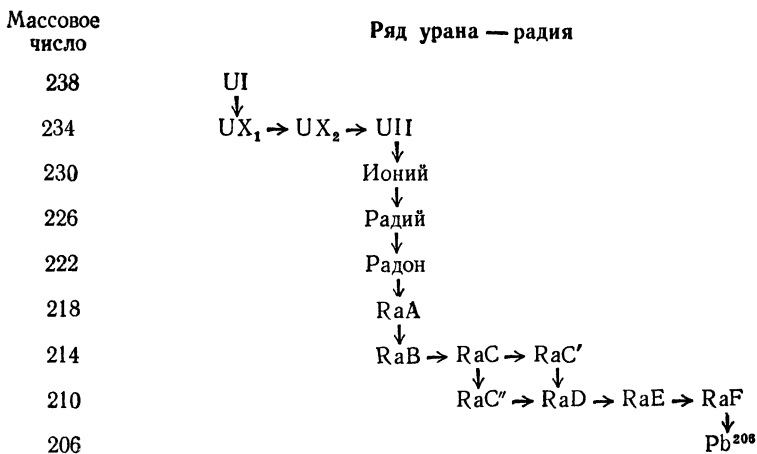 Массовое число
Ряд урана — радия
238 UI
↓
234 UX₁ → UX₂ → UII
↓
230 Ионий
↓
226 Радий
↓
222 Радон
↓
218 RaA
↓
214 RaB → RaC → RaC′
↓ ↓
210 RaC″ → RaD → RaE → RaF
↓
206 Pb²⁰⁶